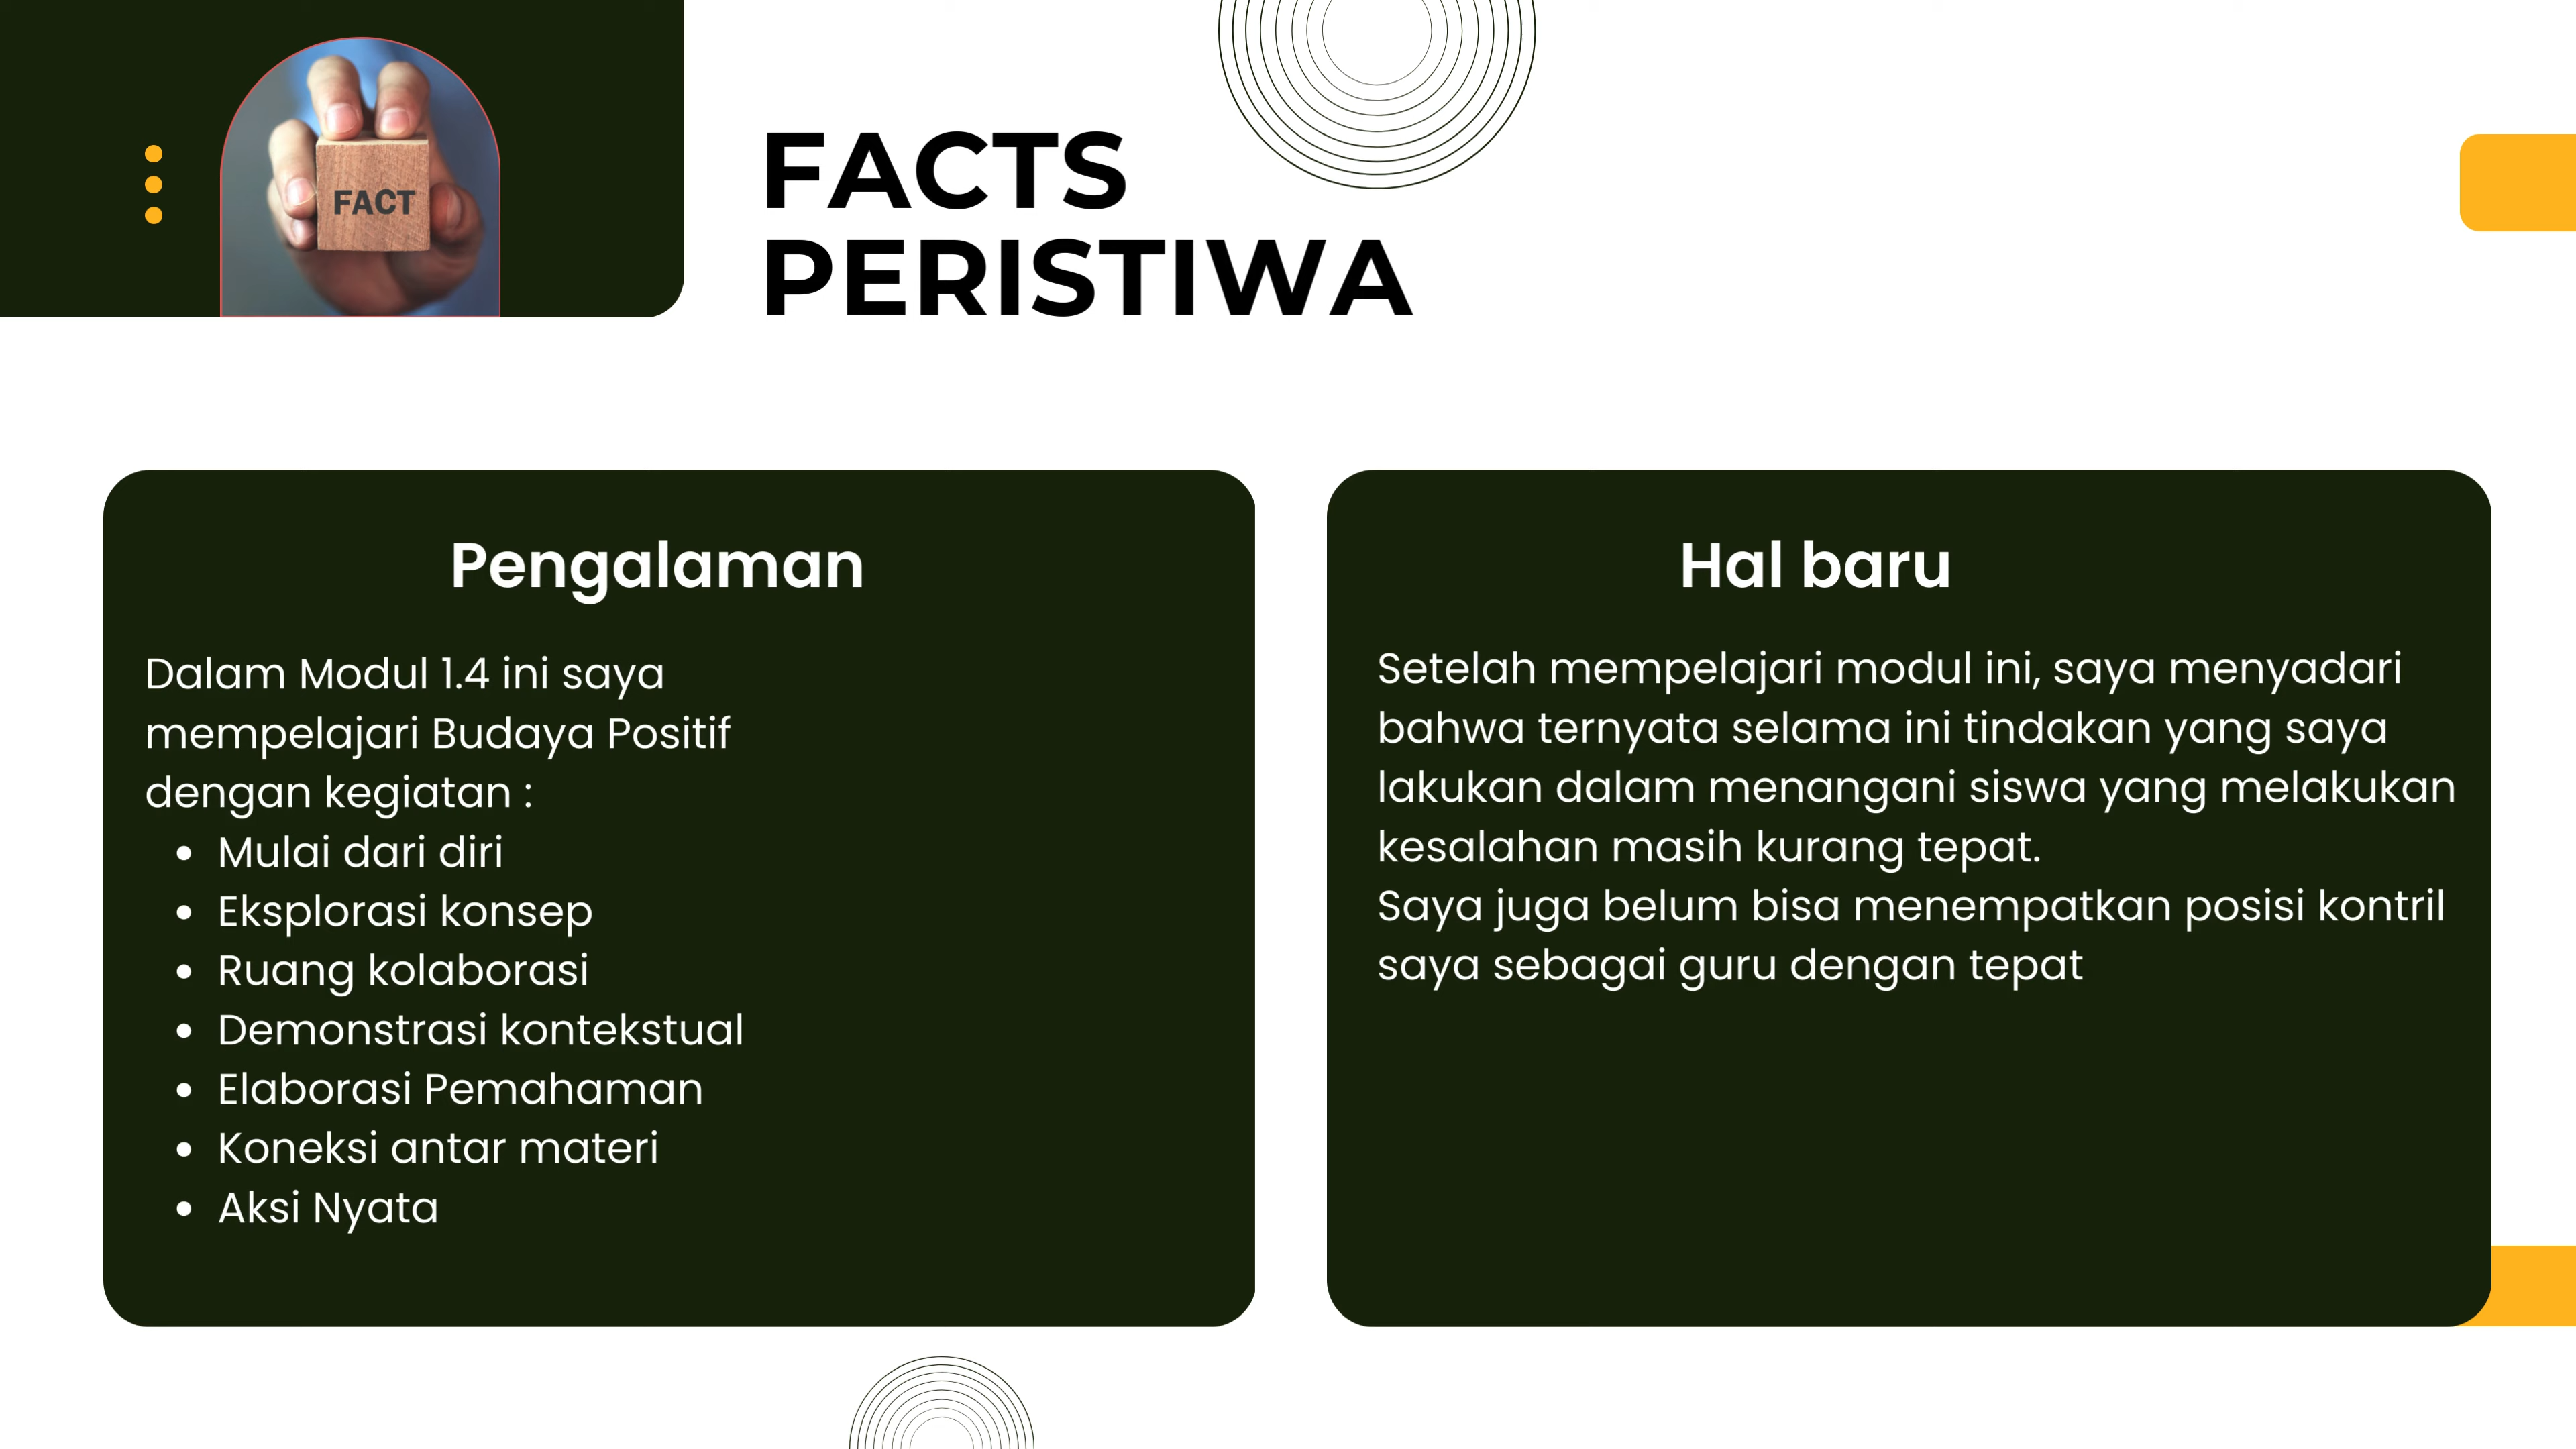 FACT
FACTS
PERISTIWA
Pengalaman
Dalam Modul 1.4 ini saya
mempelajari Budaya Positif
dengan kegiatan :
• Mulai dari diri
• Eksplorasi konsep
• Ruang kolaborasi
• Demonstrasi kontekstual
• Elaborasi Pemahaman
• Koneksi antar materi
• Aksi Nyata
Hal baru
Setelah mempelajari modul ini, saya menyadari
bahwa ternyata selama ini tindakan yang saya
lakukan dalam menangani siswa yang melakukan
kesalahan masih kurang tepat.
Saya juga belum bisa menempatkan posisi kontril
saya sebagai guru dengan tepat